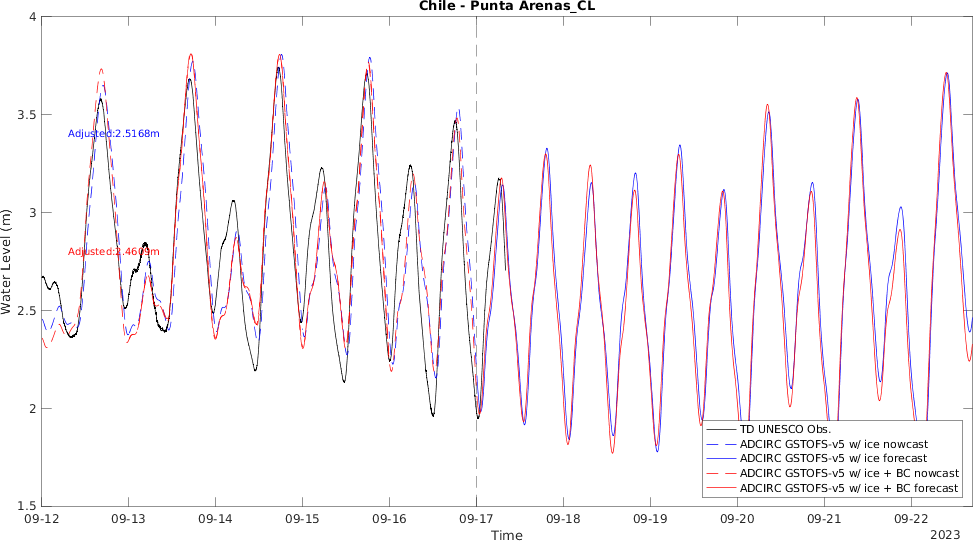 Chile - Punta Arenas_CL
4
3.5
3
2.5
2
1.5
Water Level (m)
Adjusted:2.5168m
Adjusted:2.4609m
TD UNESCO Obs.
ADCIRC GSTOFS-v5 w/ ice nowcast
ADCIRC GSTOFS-v5 w/ ice forecast
ADCIRC GSTOFS-v5 w/ ice + BC nowcast
ADCIRC GSTOFS-v5 w/ ice + BC forecast
09-12 09-13 09-14 09-15 09-16 09-17 09-18 09-19 09-20 09-21 09-22
Time
2023